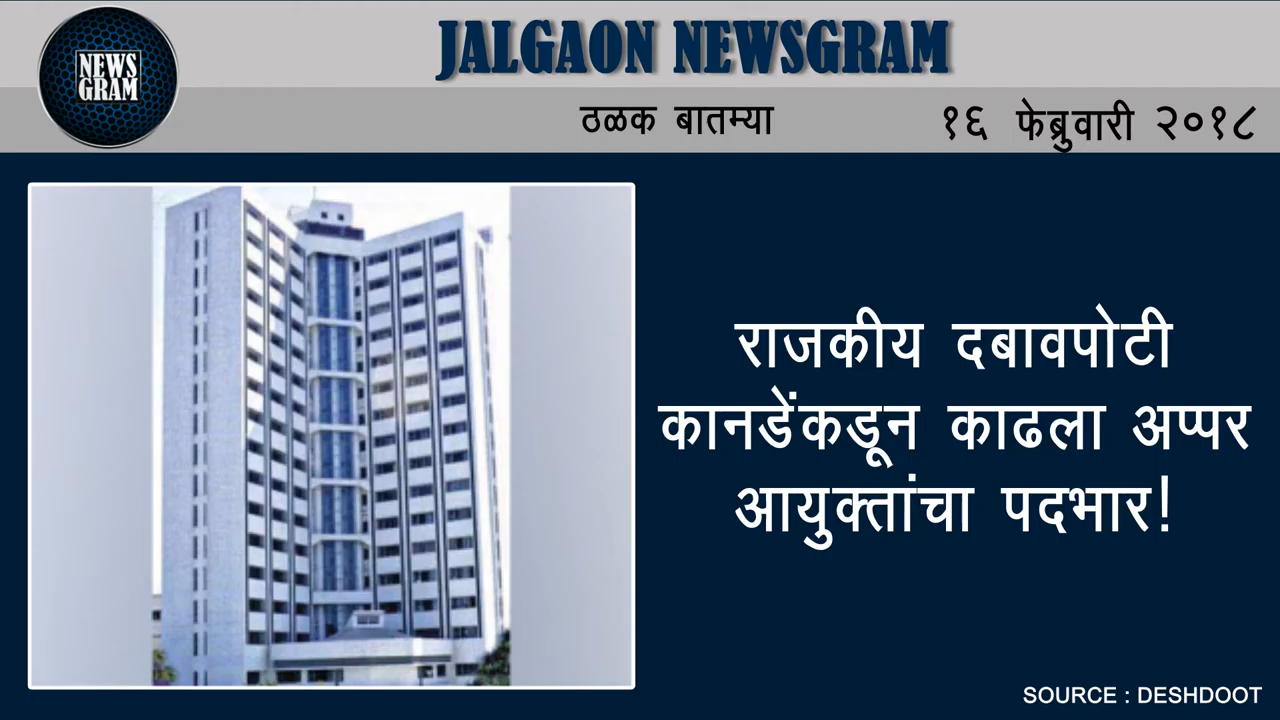 NEWS
GRAM
JALGAON NEWSGRAM
ठळक बातम्या
१६ फेब्रुवारी २०१८
राजकीय दबावपोटी
कानडेंकडून काढला अप्पर
आयुक्तांचा पदभार!
SOURCE : DESHDOOT